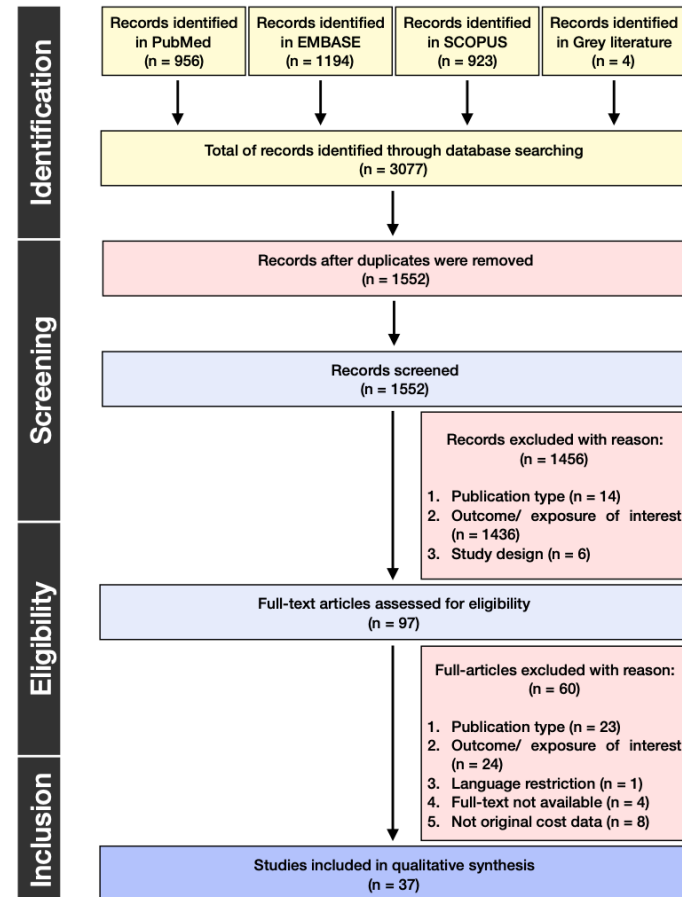 Identification
Records identified
in PubMed
(n = 956)
Records identified
in EMBASE
(n = 1194)
Records identified
in SCOPUS
(n = 923)
Records identified
in Grey literature
(n = 4)
Total of records identified through database searching
(n = 3077)
Screening
Records after duplicates were removed
(n = 1552)
Records screened
(n = 1552)
Records excluded with reason:
(n = 1456)
1. Publication type (n = 14)
2. Outcome/ exposure of interest
(n = 1436)
3. Study design (n = 6)
Eligibility
Full-text articles assessed for eligibility
(n = 97)
Full-articles excluded with reason:
(n = 60)
1. Publication type (n = 23)
2. Outcome/ exposure of interest
(n = 24)
3. Language restriction (n = 1)
4. Full-text not available (n = 4)
5. Not original cost data (n = 8)
Inclusion
Studies included in qualitative synthesis
(n = 37)